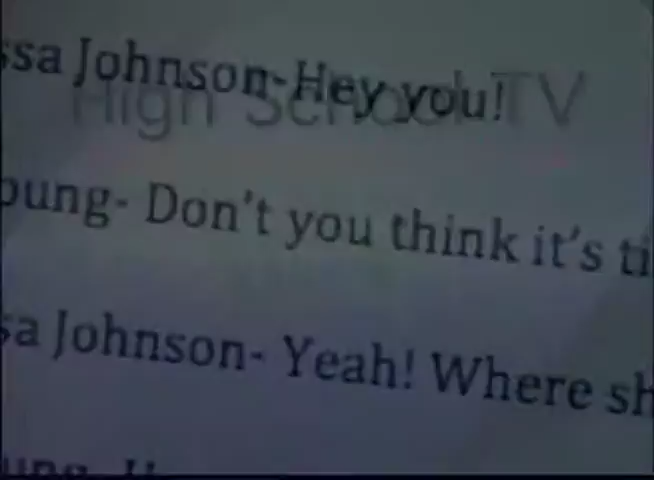 ssa Johnson-Hey you!
High School TV
oung- Don't you think it's ti
sa Johnson- Yeah! Where sh